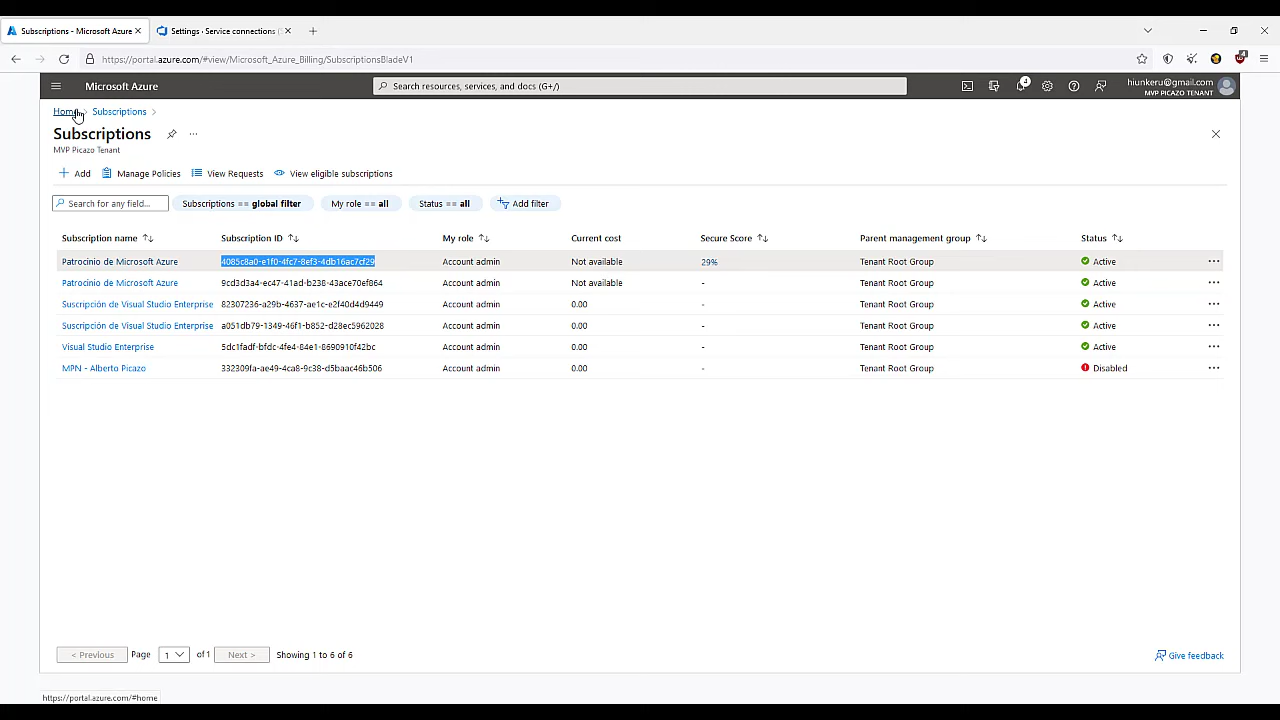 Subscriptions - Microsoft Azure
Settings · Service connections (
https://portal.azure.com/#view/Microsoft_Azure_Billing/SubscriptionsBladeV1
Microsoft Azure
Search resources, services, and docs (G+/)
4
4
hiunkeru@gmail.com
MVP PICAZO TENANT
Home > Subscriptions >
Subscriptions
...
MVP Picazo Tenant
+ Add Manage Policies View Requests View eligible subscriptions
Search for any field... Subscriptions == global filter My role == all Status == all Add filter
Subscription name Subscription ID My role Current cost Secure Score Parent management group Status
Patrocinio de Microsoft Azure 4085c8a0-e1f0-4fc7-8ef3-4db16ac7cf29 Account admin Not available 29% Tenant Root Group Active ...
Patrocinio de Microsoft Azure 9cd3d3a4-ec47-41ad-b238-43ace70ef864 Account admin Not available - Tenant Root Group Active ...
Suscripción de Visual Studio Enterprise 82307236-a29b-4637-ae1c-e2f40d4d9449 Account admin 0.00 - Tenant Root Group Active ...
Suscripción de Visual Studio Enterprise a051db79-1349-46f1-b852-d28ec5962028 Account admin 0.00 - Tenant Root Group Active ...
Visual Studio Enterprise 5dc1fadf-bfdc-4fe4-84e1-8690910f42bc Account admin 0.00 - Tenant Root Group Active ...
MPN - Alberto Picazo 332309fa-ae49-4ca8-9c38-d5baac46b506 Account admin 0.00 - Tenant Root Group Disabled ...
< Previous Page 1 of 1 Next > Showing 1 to 6 of 6
Give feedback
https://portal.azure.com/#home